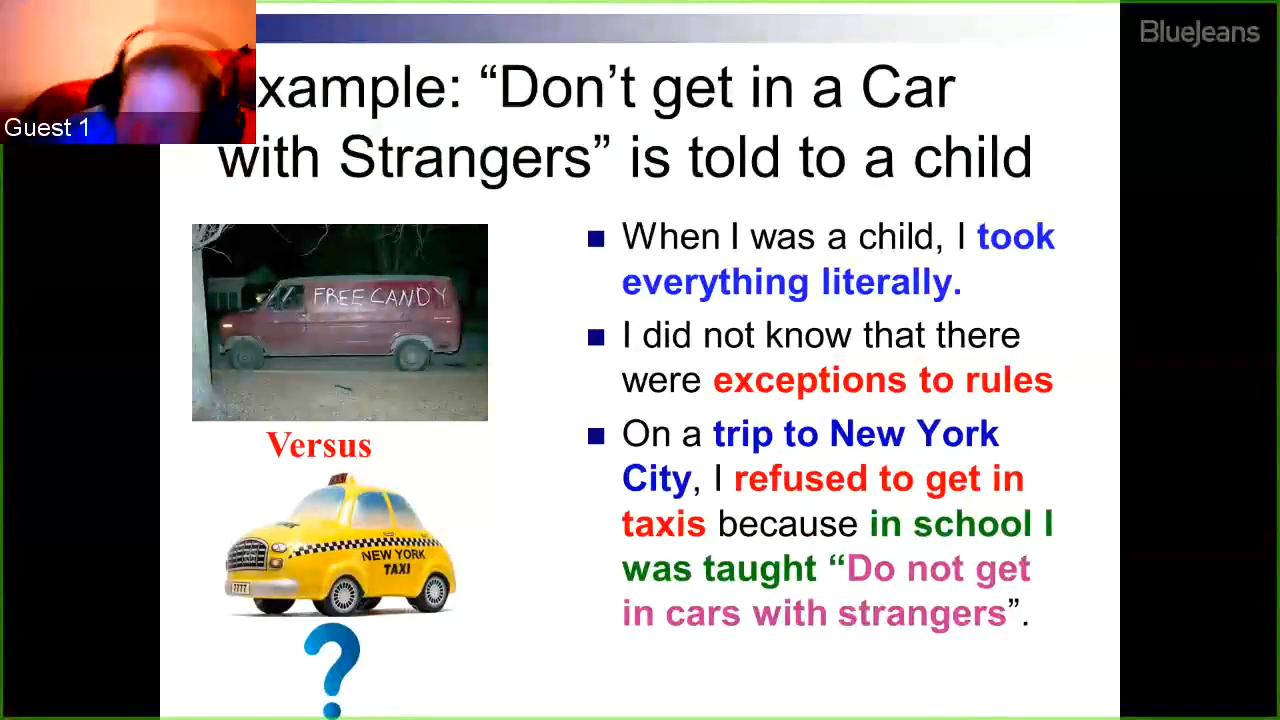 BlueJeans
Guest 1
xample: “Don’t get in a Car
with Strangers” is told to a child
FREE CANDY
Versus
NEW YORK
TAXI
7777
■ When I was a child, I took
everything literally.
■ I did not know that there
were exceptions to rules
■ On a trip to New York
City, I refused to get in
taxis because in school I
was taught “Do not get
in cars with strangers”.
?